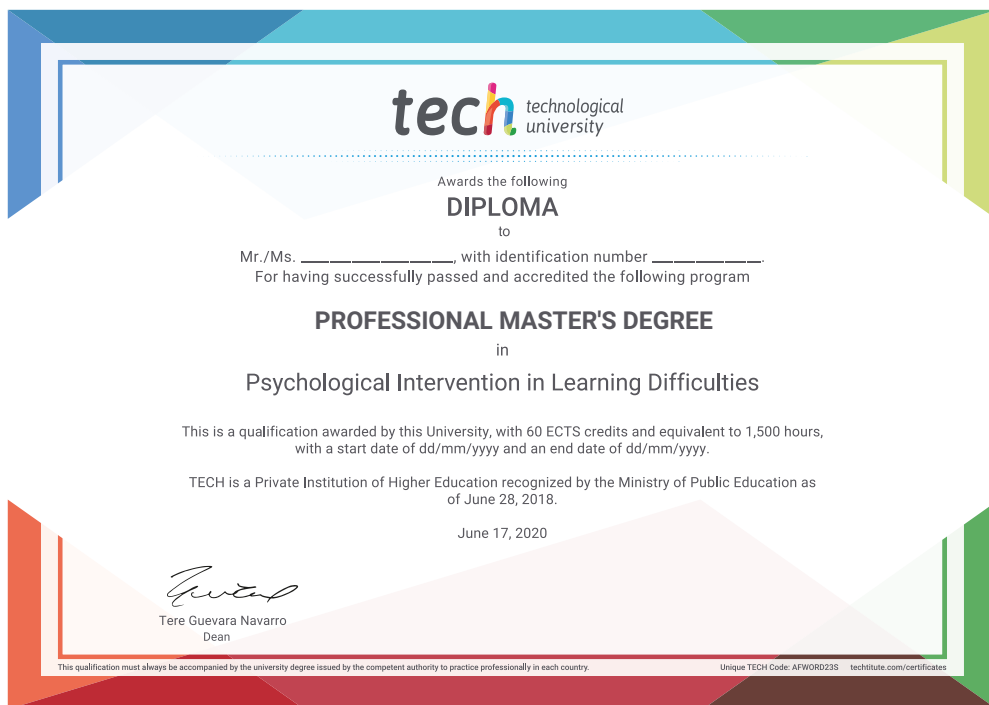 tech technological
university
Awards the following
DIPLOMA
to
Mr./Ms. __________________, with identification number _____________.
For having successfully passed and accredited the following program
PROFESSIONAL MASTER'S DEGREE
in
Psychological Intervention in Learning Difficulties
This is a qualification awarded by this University, with 60 ECTS credits and equivalent to 1,500 hours,
with a start date of dd/mm/yyyy and an end date of dd/mm/yyyy.
TECH is a Private Institution of Higher Education recognized by the Ministry of Public Education as
of June 28, 2018.
June 17, 2020
Tere Guevara Navarro
Dean
This qualification must always be accompanied by the university degree issued by the competent authority to practice professionally in each country.
Unique TECH Code: AFWORD23S techtitute.com/certificates